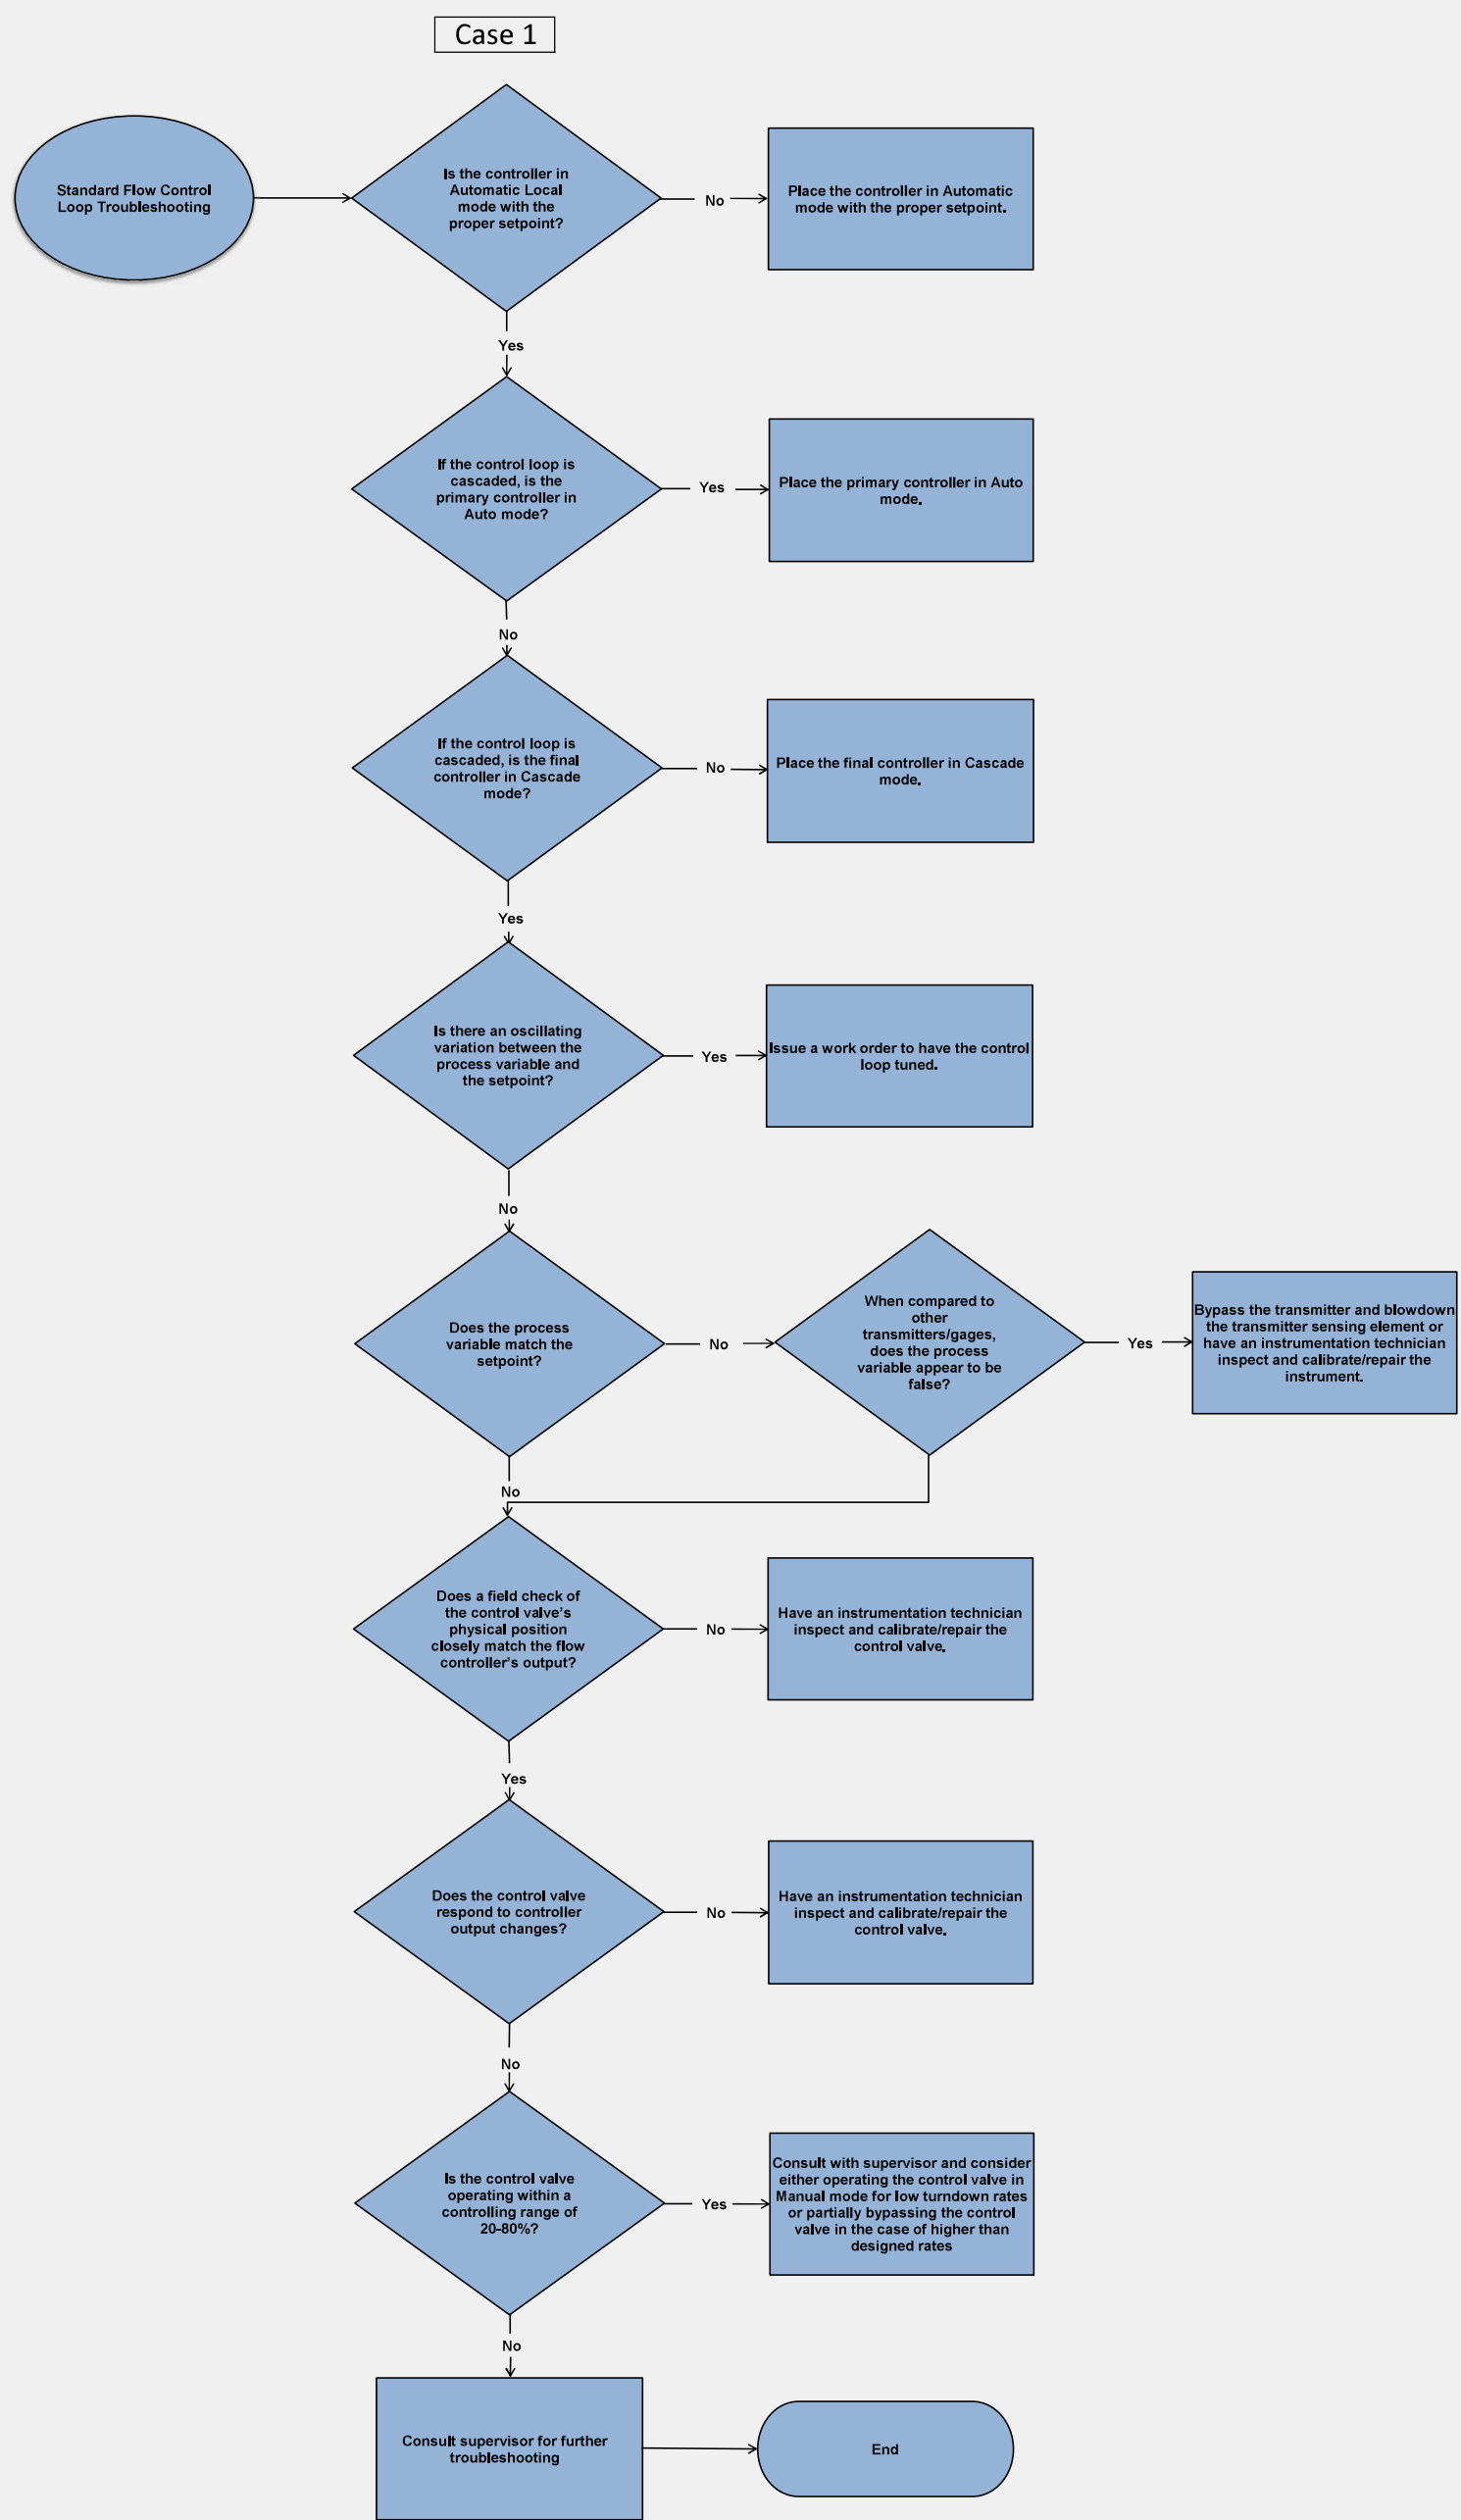 Case 1
Standard Flow Control
Loop Troubleshooting
Is the controller in
Automatic Local
mode with the
proper setpoint?
No
Place the controller in Automatic
mode with the proper setpoint.
Yes
If the control loop is
cascaded, is the
primary controller in
Auto mode?
Yes
Place the primary controller in Auto
mode.
No
If the control loop is
cascaded, is the final
controller in Cascade
mode?
No
Place the final controller in Cascade
mode.
Yes
Is there an oscillating
variation between the
process variable and
the setpoint?
Yes
Issue a work order to have the control
loop tuned.
No
Does the process
variable match the
setpoint?
No
When compared to
other
transmitters/gages,
does the process
variable appear to be
false?
Yes
Bypass the transmitter and blowdown
the transmitter sensing element or
have an instrumentation technician
inspect and calibrate/repair the
instrument.
No
Does a field check of
the control valve's
physical position
closely match the flow
controller's output?
No
Have an instrumentation technician
inspect and calibrate/repair the
control valve.
Yes
Does the control valve
respond to controller
output changes?
No
Have an instrumentation technician
inspect and calibrate/repair the
control valve.
No
Is the control valve
operating within a
controlling range of
20-80%?
Yes
Consult with supervisor and consider
either operating the control valve in
Manual mode for low turndown rates
or partially bypassing the control
valve in the case of higher than
designed rates
No
Consult supervisor for further
troubleshooting
End